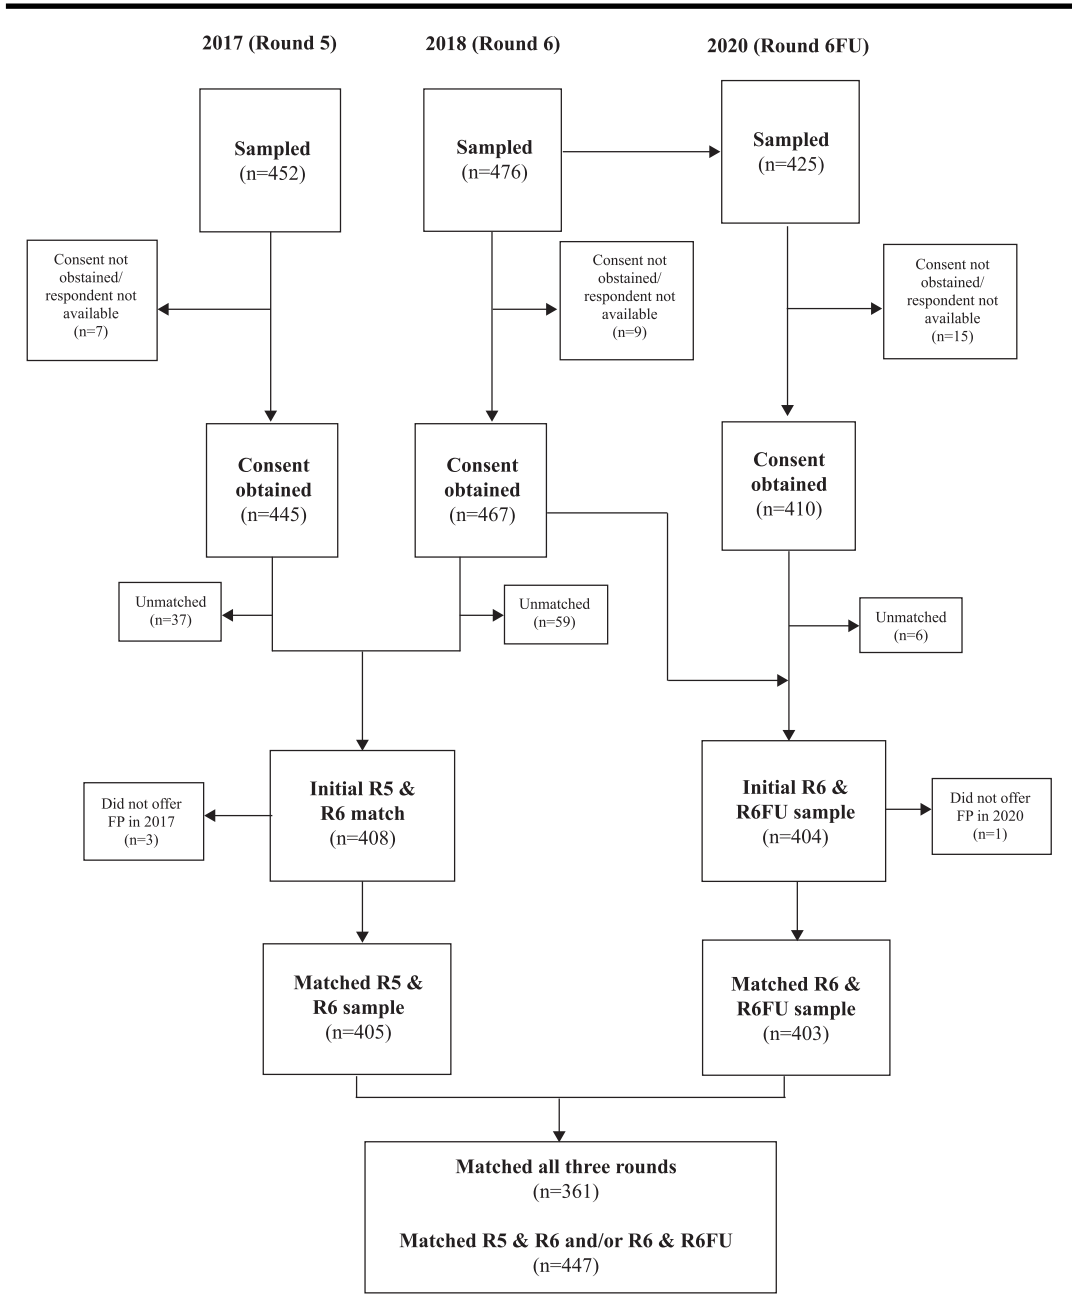 2017 (Round 5)
2018 (Round 6)
2020 (Round 6FU)
Sampled
(n=452)
Sampled
(n=476)
Sampled
(n=425)
Consent not
obstained/
respondent not
available
(n=7)
Consent not
obstained/
respondent not
available
(n=9)
Consent not
obstained/
respondent not
available
(n=15)
Consent
obtained
(n=445)
Consent
obtained
(n=467)
Consent
obtained
(n=410)
Unmatched
(n=37)
Unmatched
(n=59)
Unmatched
(n=6)
Initial R5 &
R6 match
(n=408)
Initial R6 &
R6FU sample
(n=404)
Did not offer
FP in 2017
(n=3)
Did not offer
FP in 2020
(n=1)
Matched R5 &
R6 sample
(n=405)
Matched R6 &
R6FU sample
(n=403)
Matched all three rounds
(n=361)
Matched R5 & R6 and/or R6 & R6FU
(n=447)